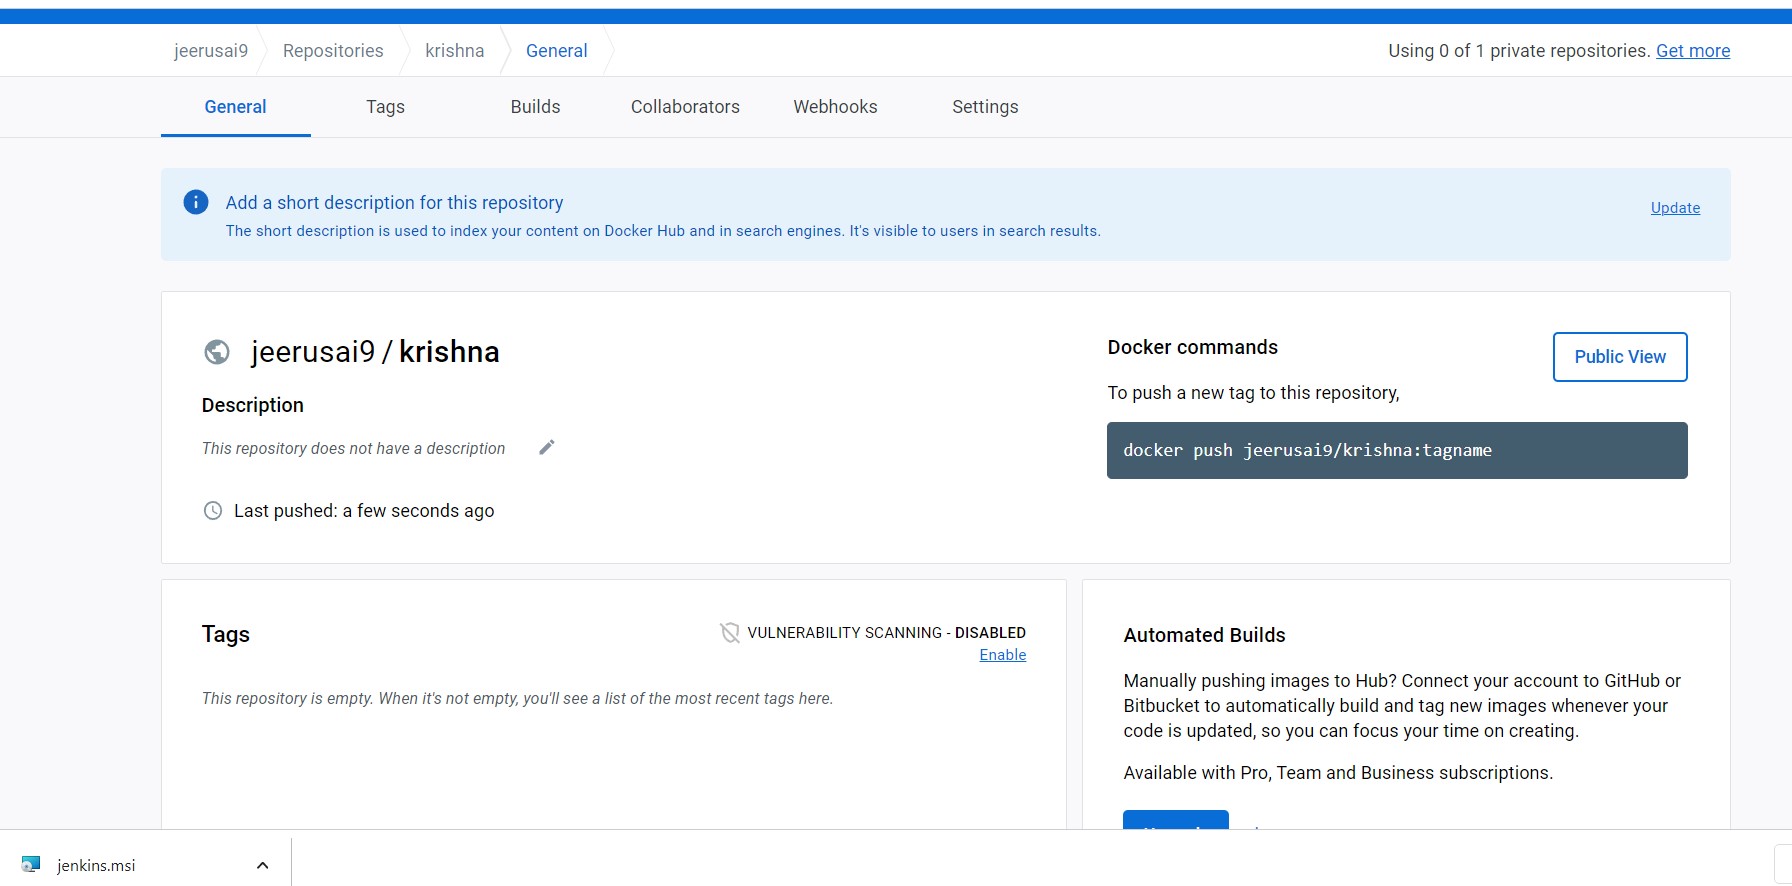 jeerusai9 Repositories krishna General
Using 0 of 1 private repositories. Get more
General Tags Builds Collaborators Webhooks Settings
Add a short description for this repository
The short description is used to index your content on Docker Hub and in search engines. It's visible to users in search results.
Update
jeerusai9 / krishna
Description
This repository does not have a description
Last pushed: a few seconds ago
Docker commands
Public View
To push a new tag to this repository,
docker push jeerusai9/krishna:tagname
Tags
VULNERABILITY SCANNING - DISABLED
Enable
This repository is empty. When it's not empty, you'll see a list of the most recent tags here.
Automated Builds
Manually pushing images to Hub? Connect your account to GitHub or
Bitbucket to automatically build and tag new images whenever your
code is updated, so you can focus your time on creating.
Available with Pro, Team and Business subscriptions.
jenkins.msi